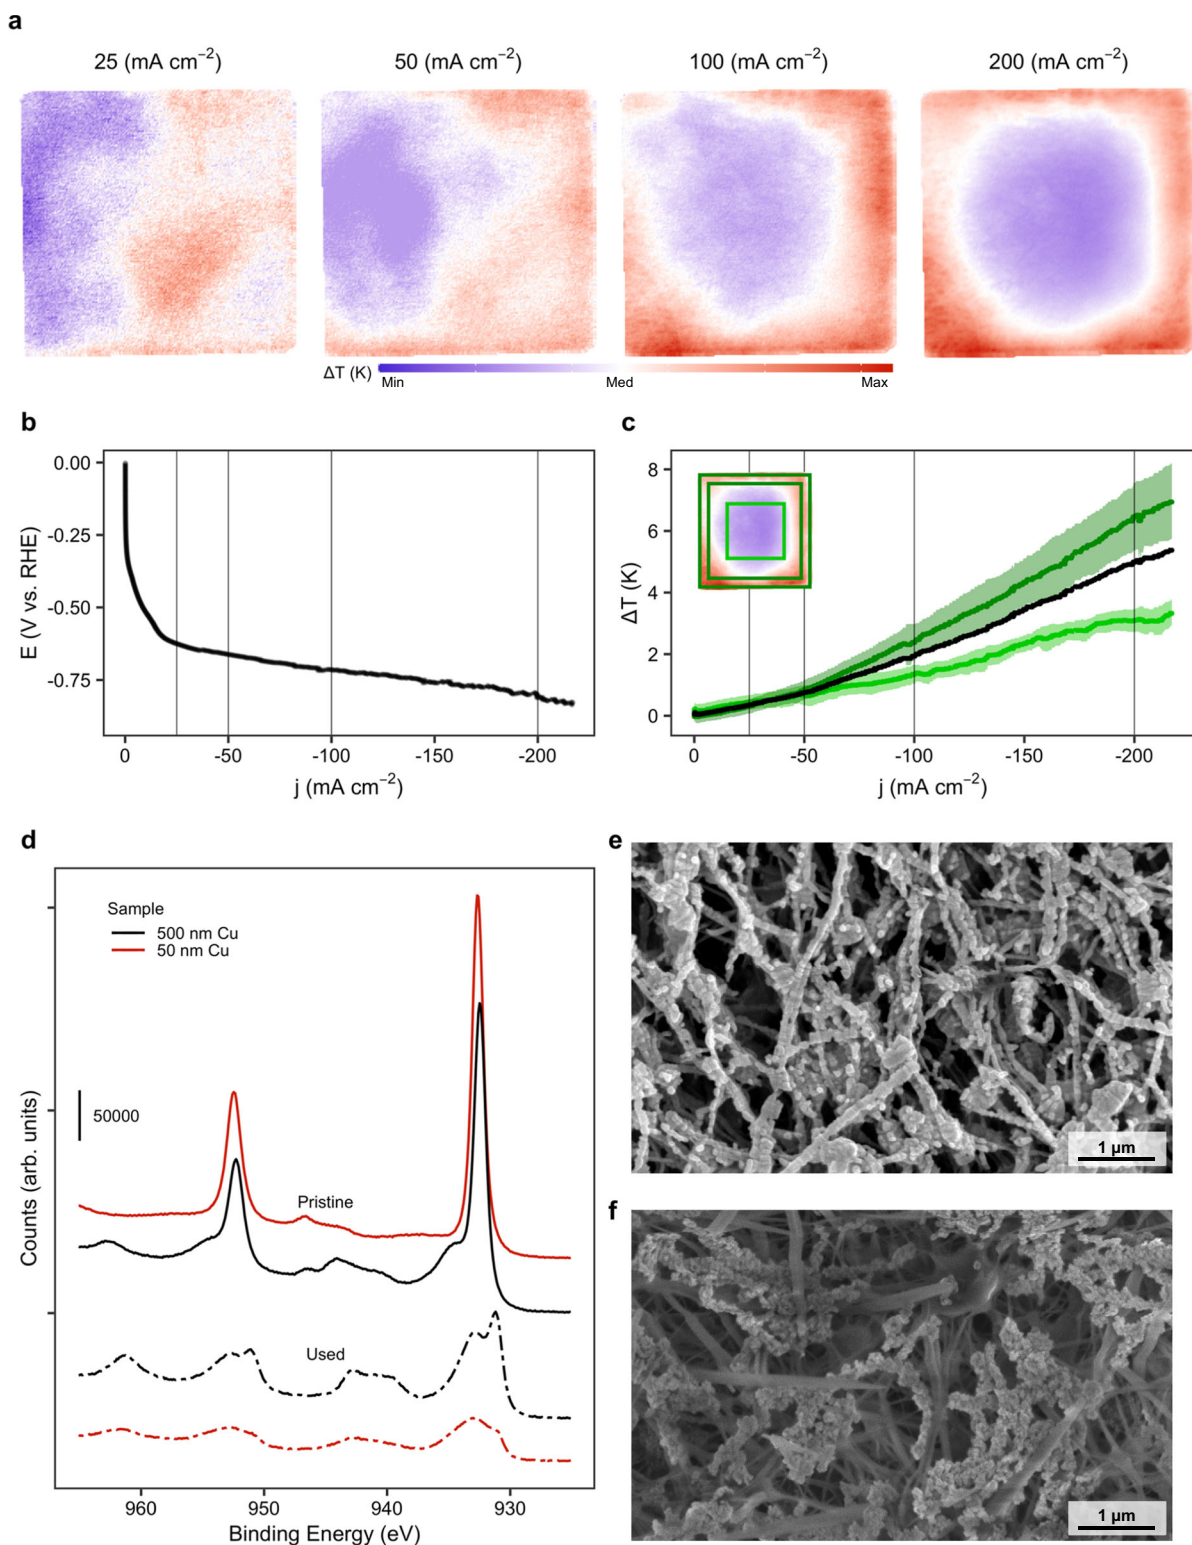 a
25 (mA cm⁻²)
50 (mA cm⁻²)
100 (mA cm⁻²)
200 (mA cm⁻²)
ΔT (K)
Min
Med
Max
b
0.00
-0.25
-0.50
-0.75
E (V vs. RHE)
0
-50
-100
-150
-200
j (mA cm⁻²)
c
8
6
4
2
0
ΔT (K)
0
-50
-100
-150
-200
j (mA cm⁻²)
d
Sample
500 nm Cu
50 nm Cu
50000
Pristine
Used
Counts (arb. units)
960
950
940
930
Binding Energy (eV)
e
1 µm
f
1 µm